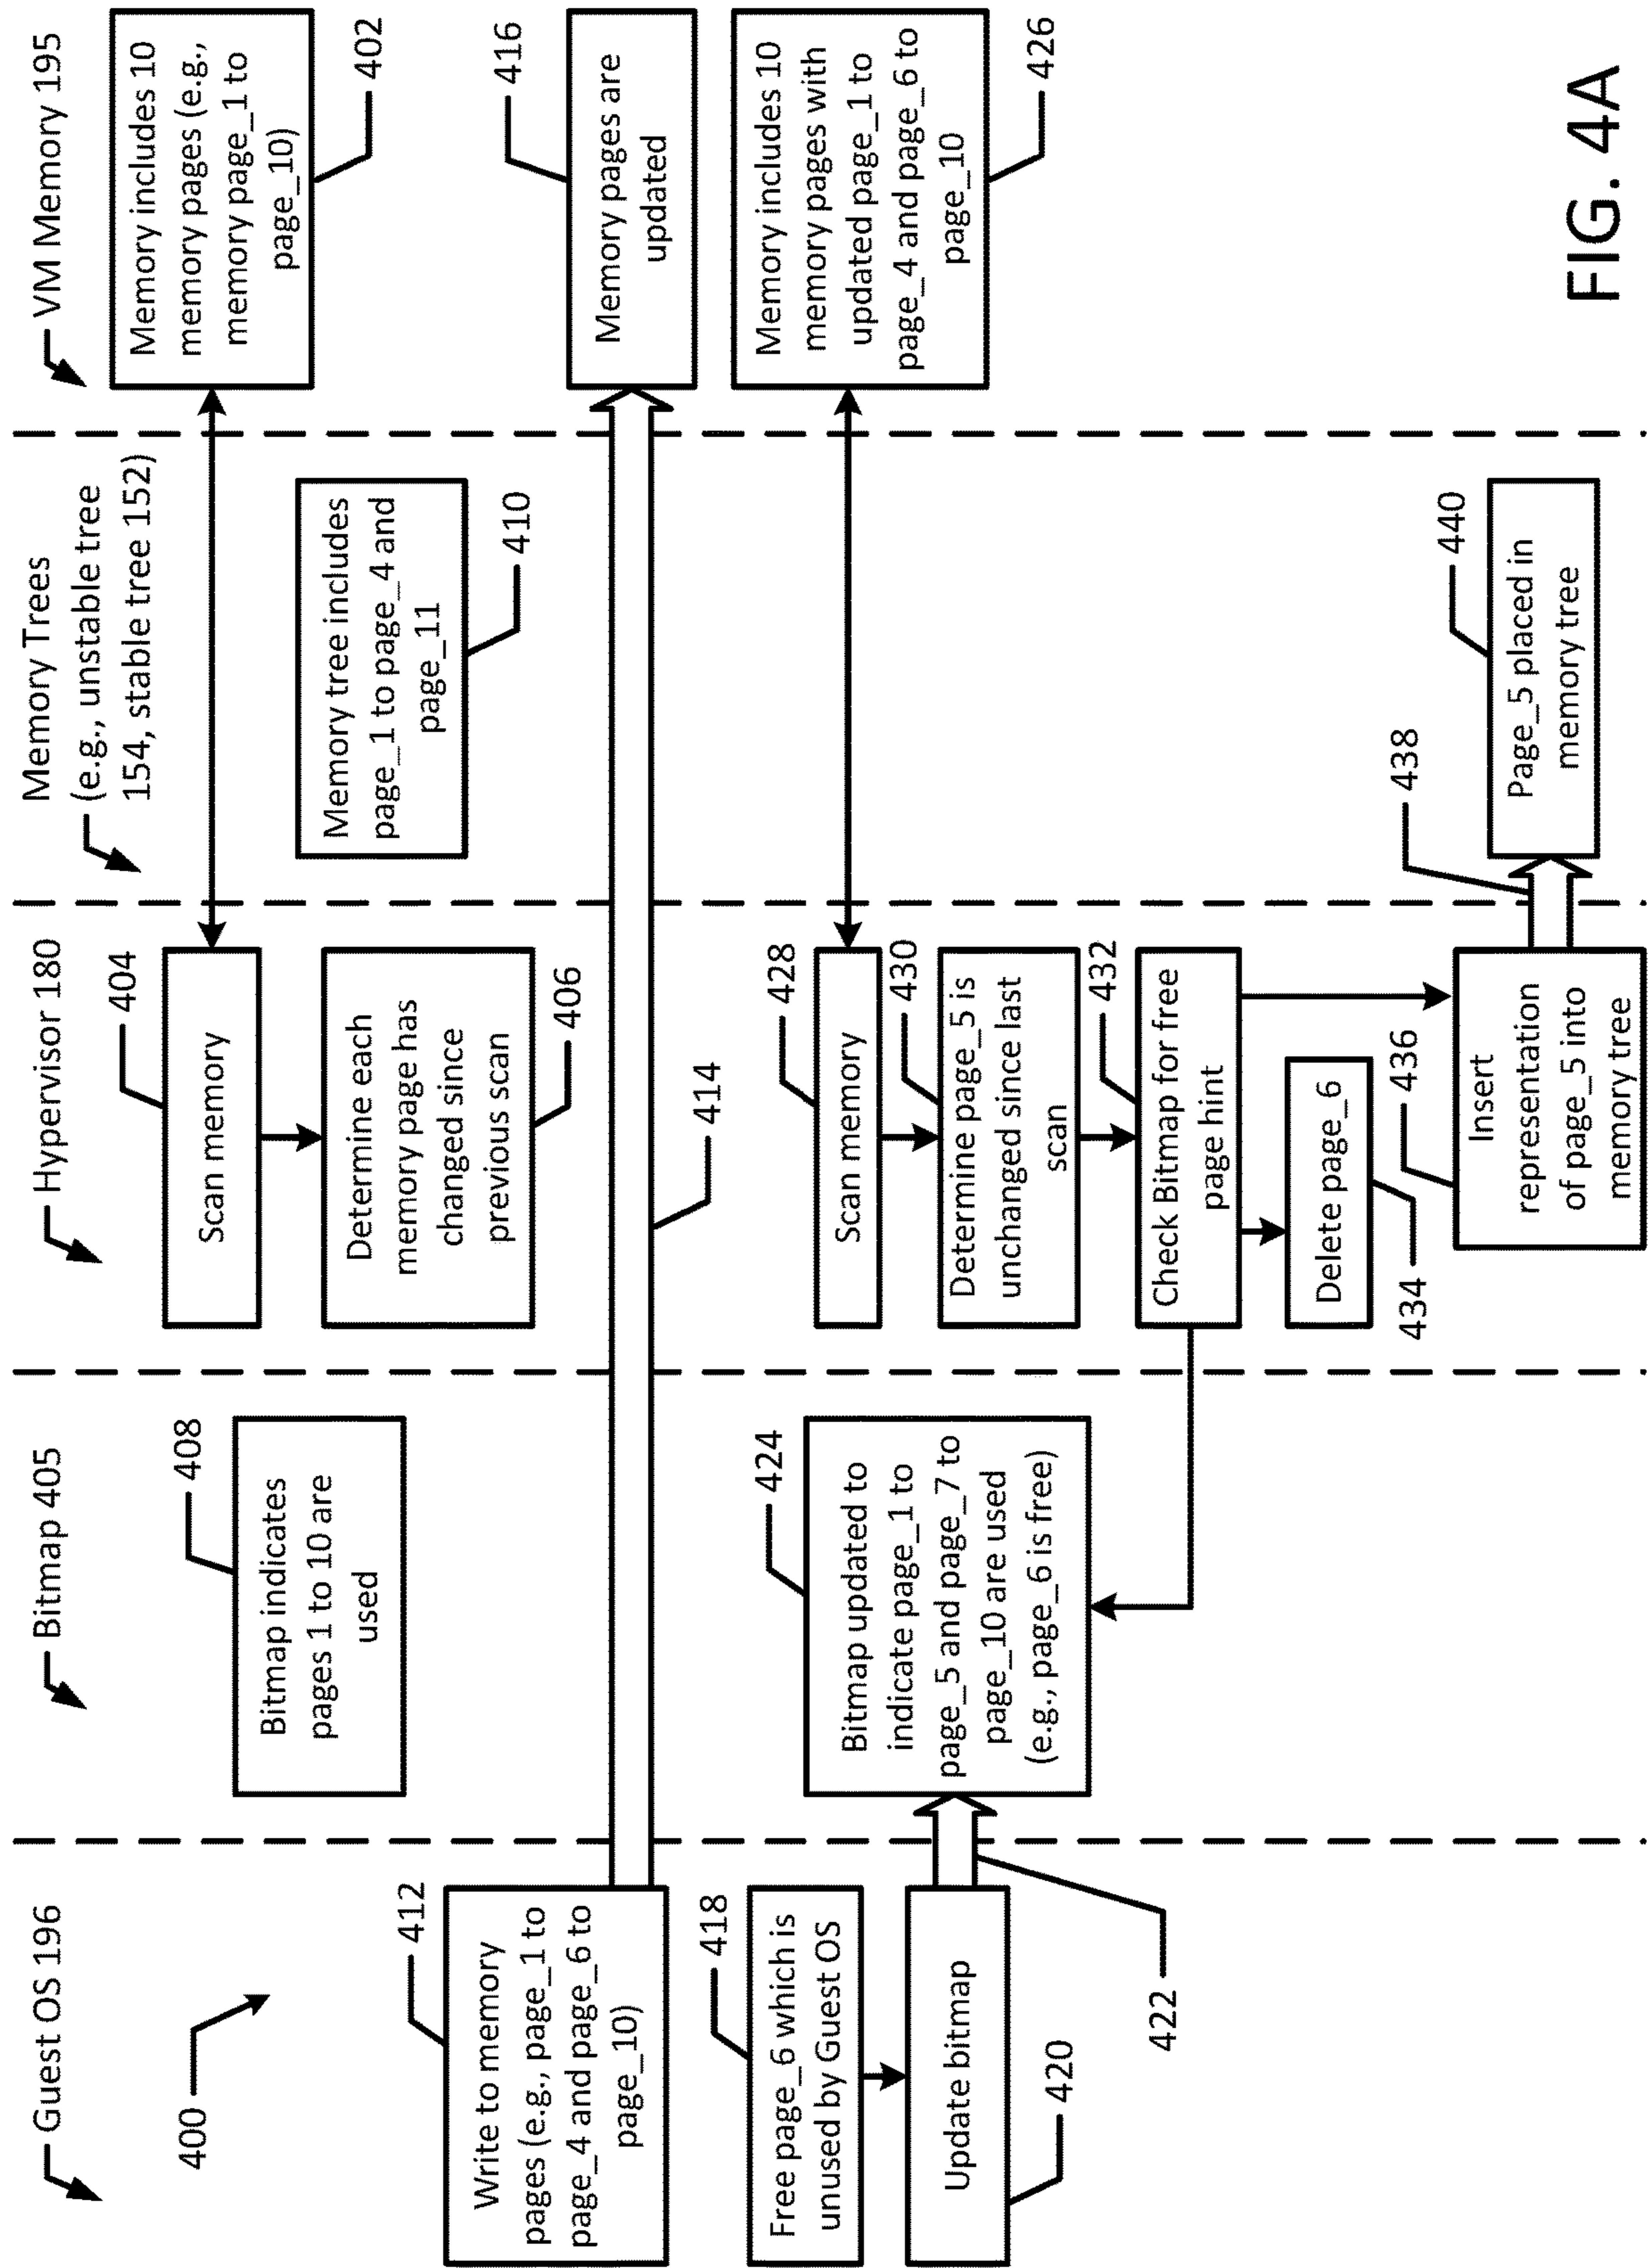 Guest OS 196
Bitmap 405
Hypervisor 180
Memory Trees
(e.g., unstable tree
154, stable tree 152)
VM Memory 195
400
Memory includes 10
memory pages (e.g.,
memory page_1 to
page_10)
402
404
Scan memory
Determine each
memory page has
changed since
previous scan
406
408
Bitmap indicates
pages 1 to 10 are
used
Memory tree includes
page_1 to page_4 and
page_11
410
412
Write to memory
pages (e.g., page_1 to
page_4 and page_6 to
page_10)
414
416
Memory pages are
updated
418
Free page_6 which is
unused by Guest OS
Update bitmap
420
422
424
Bitmap updated to
indicate page_1 to
page_5 and page_7 to
page_10 are used
(e.g., page_6 is free)
Memory includes 10
memory pages with
updated page_1 to
page_4 and page_6 to
page_10
426
428
Scan memory
430
Determine page_5 is
unchanged since last
scan
432
Check Bitmap for free
page hint
Delete page_6
434
436
Insert
representation
of page_5 into
memory tree
438
440
Page_5 placed in
memory tree
FIG. 4A